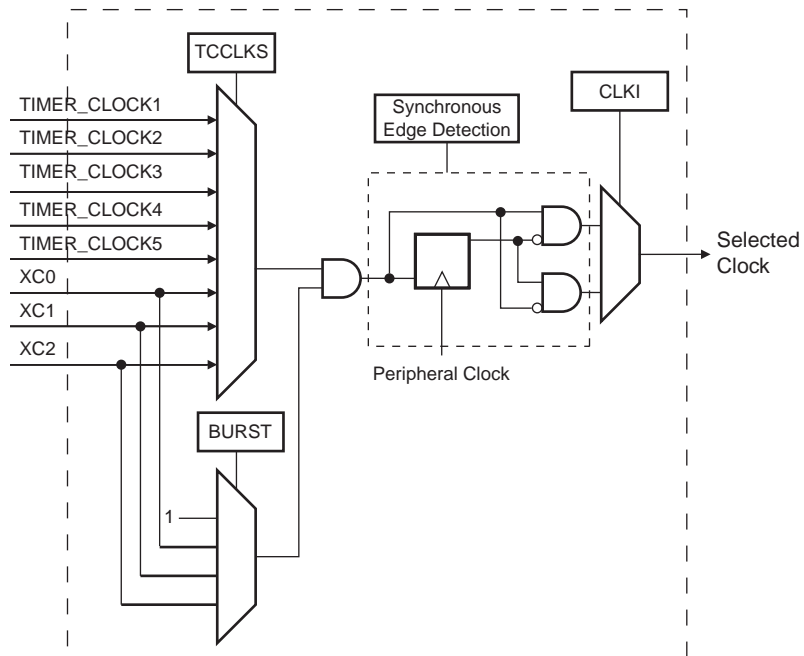 TCCLKS
TIMER_CLOCK1
TIMER_CLOCK2
TIMER_CLOCK3
TIMER_CLOCK4
TIMER_CLOCK5
XC0
XC1
XC2
Synchronous
Edge Detection
CLKI
Selected
Clock
Peripheral Clock
BURST
1